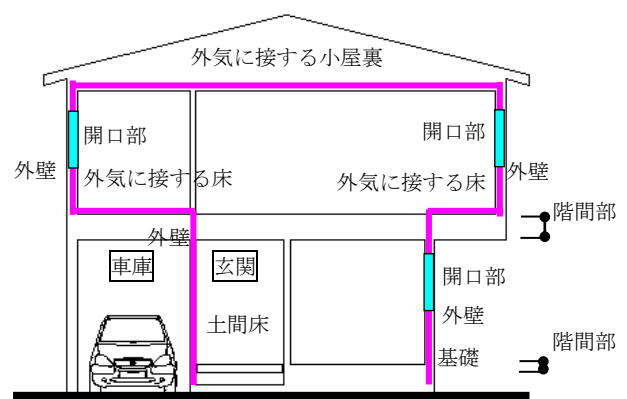 外気に接する小屋裏
開口部
開口部
外壁
外気に接する床
外気に接する床
外壁
階間部
外壁
車庫
玄関
開口部
土間床
外壁
階間部
基礎